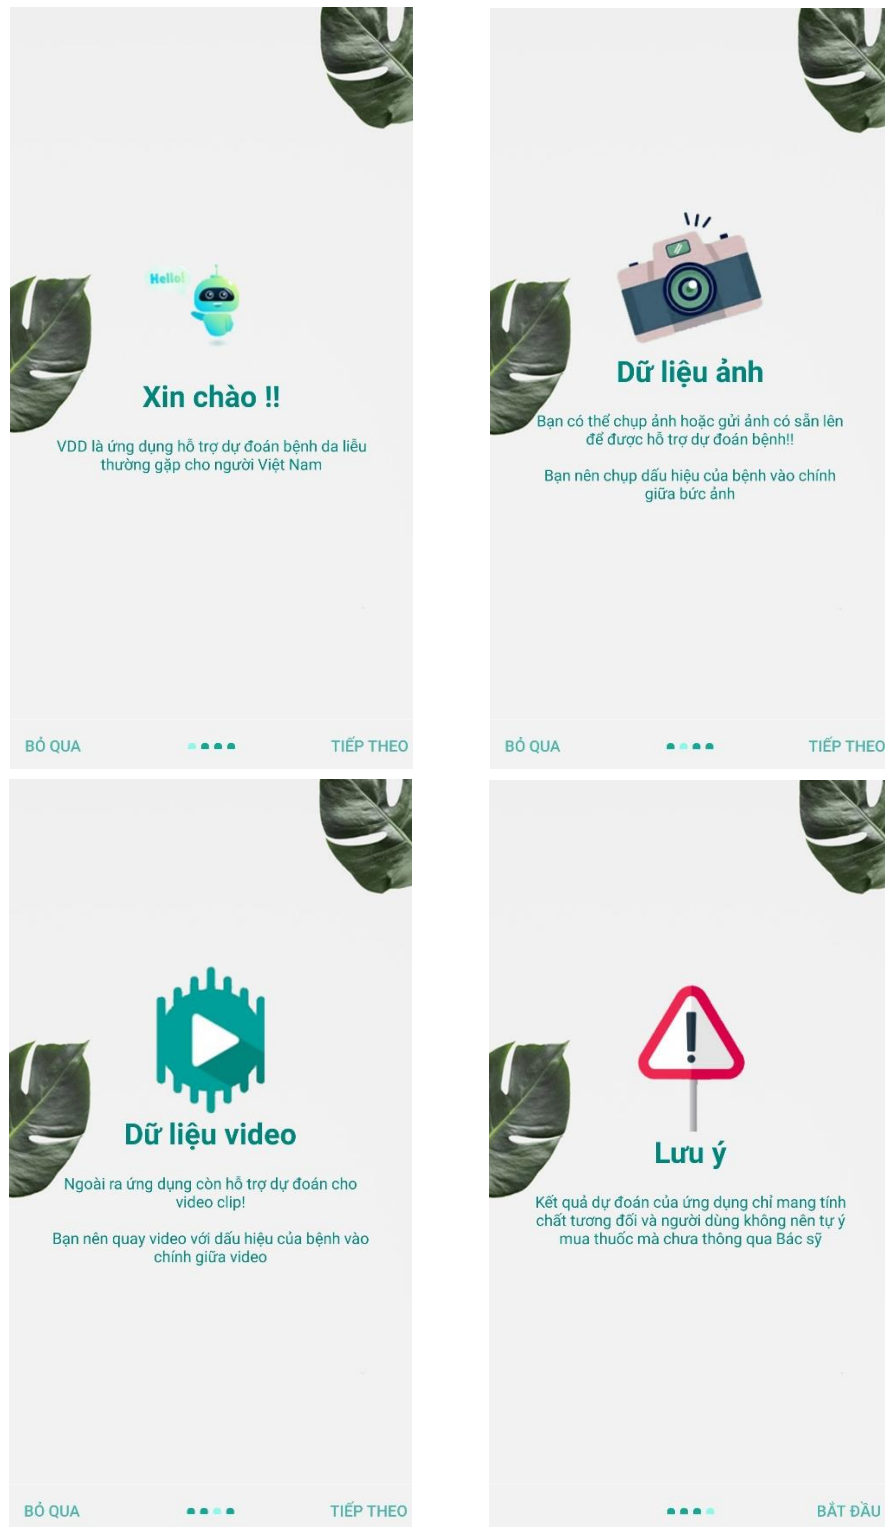 Hello!
Xin chào !!
VDD là ứng dụng hỗ trợ dự đoán bệnh da liễu
thường gặp cho người Việt Nam
BỎ QUA
TIẾP THEO
Dữ liệu ảnh
Bạn có thể chụp ảnh hoặc gửi ảnh có sẵn lên
để được hỗ trợ dự đoán bệnh!!
Bạn nên chụp dấu hiệu của bệnh vào chính
giữa bức ảnh
BỎ QUA
TIẾP THEO
Dữ liệu video
Ngoài ra ứng dụng còn hỗ trợ dự đoán cho
video clip!
Bạn nên quay video với dấu hiệu của bệnh vào
chính giữa video
BỎ QUA
TIẾP THEO
Lưu ý
Kết quả dự đoán của ứng dụng chỉ mang tính
chất tương đối và người dùng không nên tự ý
mua thuốc mà chưa thông qua Bác sỹ
BẮT ĐẦU